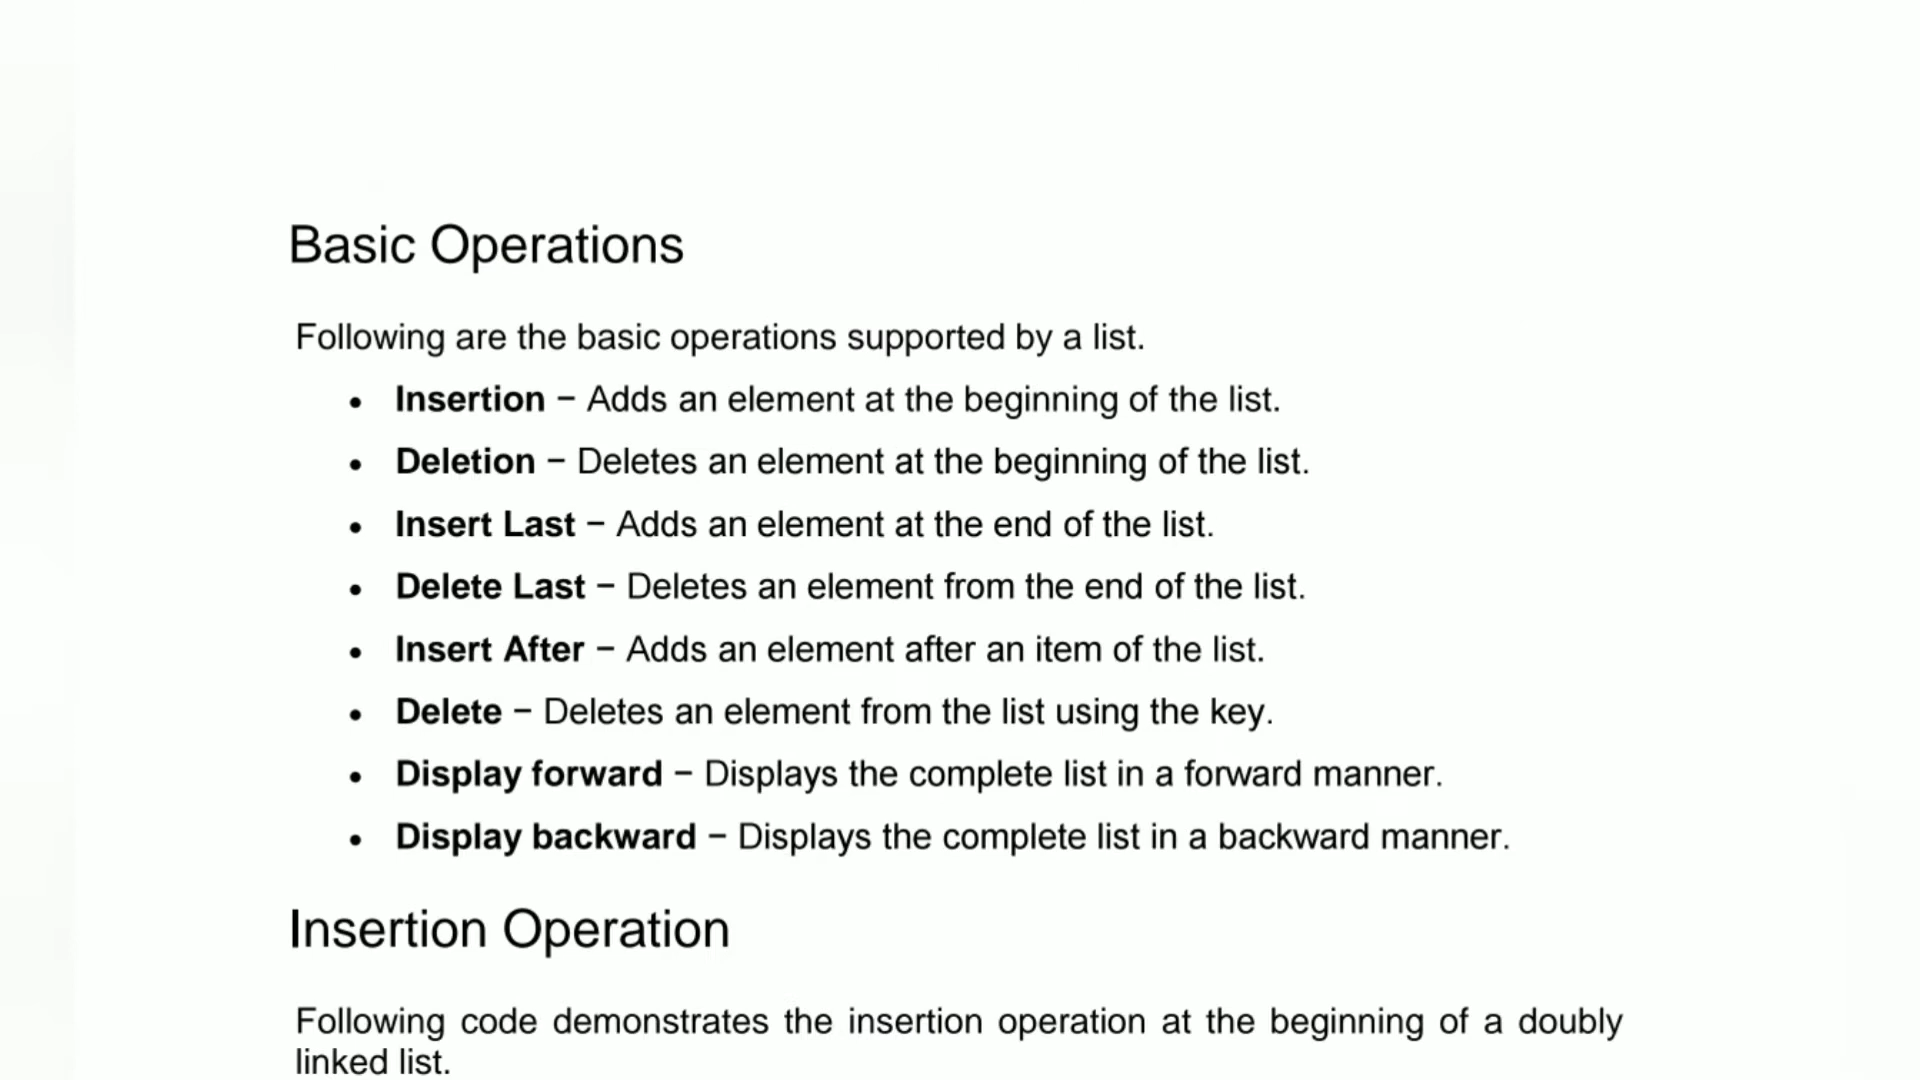 Basic Operations
Following are the basic operations supported by a list.
• Insertion − Adds an element at the beginning of the list.
• Deletion − Deletes an element at the beginning of the list.
• Insert Last − Adds an element at the end of the list.
• Delete Last − Deletes an element from the end of the list.
• Insert After − Adds an element after an item of the list.
• Delete − Deletes an element from the list using the key.
• Display forward − Displays the complete list in a forward manner.
• Display backward − Displays the complete list in a backward manner.
Insertion Operation
Following code demonstrates the insertion operation at the beginning of a doubly
linked list.